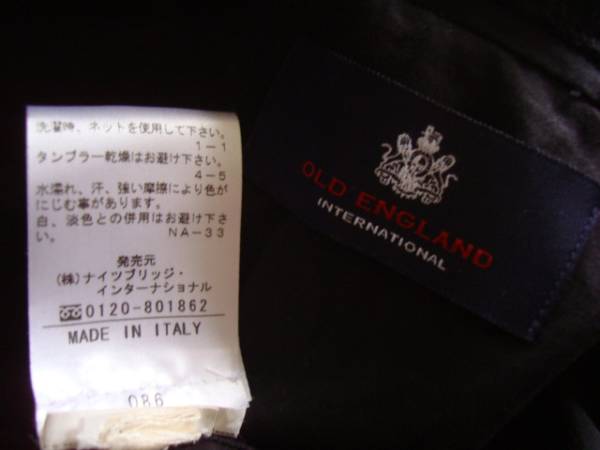 洗濯時、ネットを使用して下さい。
1-1
タンブラー乾燥はお避け下さい。
4-5
水濡れ、汗、強い摩擦により色が
にじむ事があります。
白、淡色との併用はお避け下さ
い。 NA-33
発売元
(株)ナイツブリッジ・
インターナショナル
0120-801862
MADE IN ITALY
086
OLD ENGLAND
INTERNATIONAL